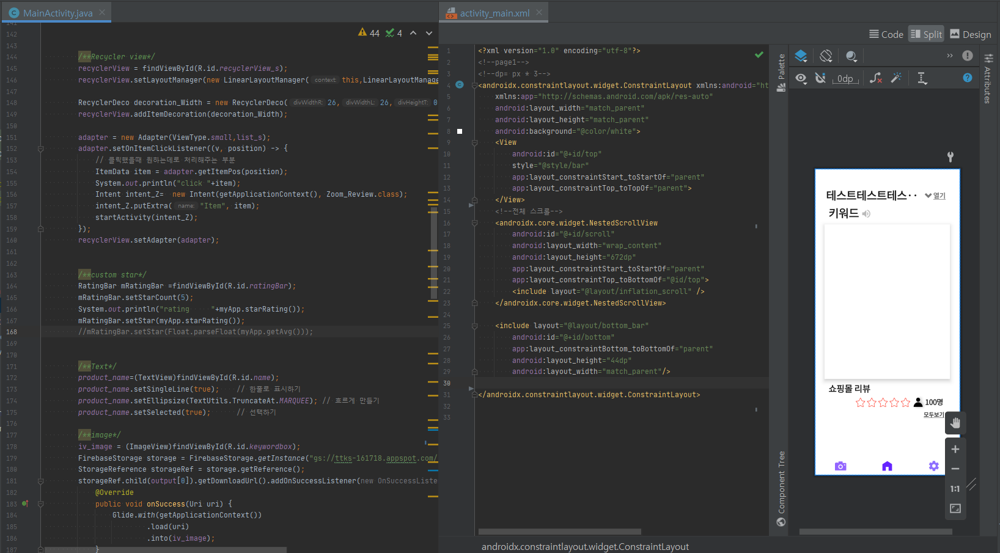 MainActivity.java
activity_main.xml
44 4
Code Split Design
141
142
143
144 /**Recycler view*/
145 recyclerView = findViewById(R.id.recyclerView_s);
146 recyclerView.setLayoutManager(new LinearLayoutManager( context: this,LinearLayoutManage
147
148 RecyclerDeco decoration_Width = new RecyclerDeco( divWidthR: 26, divWidthL: 26, divHeightT: 0
149 recyclerView.addItemDecoration(decoration_Width);
150
151 adapter = new Adapter(ViewType.small,list_s);
152 adapter.setOnItemClickListener((v, position) -> {
153 // 클릭했을때 원하는데로 처리해주는 부분
154 ItemData item = adapter.getItemPos(position);
155 System.out.println("click "+item);
156 Intent intent_Z= new Intent(getApplicationContext(), Zoom_Review.class);
157 intent_Z.putExtra( name: "Item", item);
158 startActivity(intent_Z);
159 });
160 recyclerView.setAdapter(adapter);
161
162
163 /**custom star*/
164 RatingBar mRatingBar =findViewById(R.id.ratingBar);
165 mRatingBar.setStarCount(5);
166 System.out.println("rating "+myApp.starRating());
167 mRatingBar.setStar(myApp.starRating());
168 //mRatingBar.setStar(Float.parseFloat(myApp.getAvg()));
169
170
171 /**Text*/
172 product_name=(TextView)findViewById(R.id.name);
173 product_name.setSingleLine(true); // 한줄로 표시하기
174 product_name.setEllipsize(TextUtils.TruncateAt.MARQUEE); // 흐르게 만들기
175 product_name.setSelected(true); // 선택하기
176
177 /**image*/
178 iv_image = (ImageView)findViewById(R.id.keywordbox);
179 FirebaseStorage storage = FirebaseStorage.getInstance("gs://ttks-161718.appspot.com/
180 StorageReference storageRef = storage.getReference();
181 storageRef.child(output[0]).getDownloadUrl().addOnSuccessListener(new OnSuccessListe
182 @Override
183 public void onSuccess(Uri uri) {
184 Glide.with(getApplicationContext())
185 .load(uri)
186 .into(iv_image);
187 }
1 <?xml version="1.0" encoding="utf-8"?>
2 <!--page1-->
3 <!--dp= px * 3-->
4 <androidx.constraintlayout.widget.ConstraintLayout xmlns:android="ht
5 xmlns:app="http://schemas.android.com/apk/res-auto"
6 android:layout_width="match_parent"
7 android:layout_height="match_parent"
8 android:background="@color/white">
9 <View
10 android:id="@+id/top"
11 style="@style/bar"
12 app:layout_constraintStart_toStartOf="parent"
13 app:layout_constraintTop_toTopOf="parent">
14 </View>
15 <!--전체 스크롤-->
16 <androidx.core.widget.NestedScrollView
17 android:id="@+id/scroll"
18 android:layout_width="wrap_content"
19 android:layout_height="672dp"
20 app:layout_constraintStart_toStartOf="parent"
21 app:layout_constraintTop_toBottomOf="@id/top">
22 <include layout="@layout/inflation_scroll" />
23 </androidx.core.widget.NestedScrollView>
24
25 <include layout="@layout/bottom_bar"
26 android:id="@+id/bottom"
27 app:layout_constraintBottom_toBottomOf="parent"
28 android:layout_height="44dp"
29 android:layout_width="match_parent"/>
30
31 </androidx.constraintlayout.widget.ConstraintLayout>
32
33
androidx.constraintlayout.widget.ConstraintLayout
Palette
Component Tree
0dp
테스트테스트테스··
열기
키워드
쇼핑몰 리뷰
100명
모두보기
1:1
Attributes